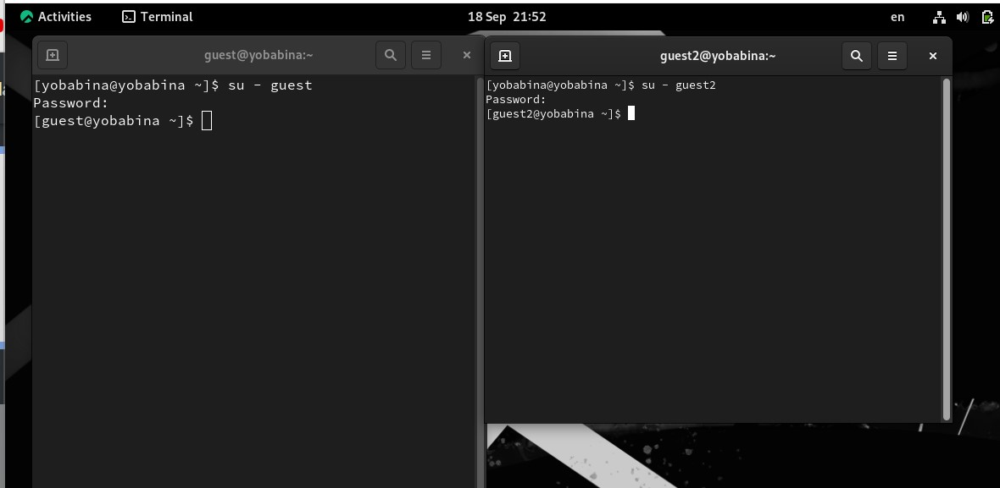 Activities Terminal 18 Sep 21:52 en
guest@yobabina:~
[yobabina@yobabina ~]$ su - guest
Password:
[guest@yobabina ~]$
guest2@yobabina:~
[yobabina@yobabina ~]$ su - guest2
Password:
[guest2@yobabina ~]$